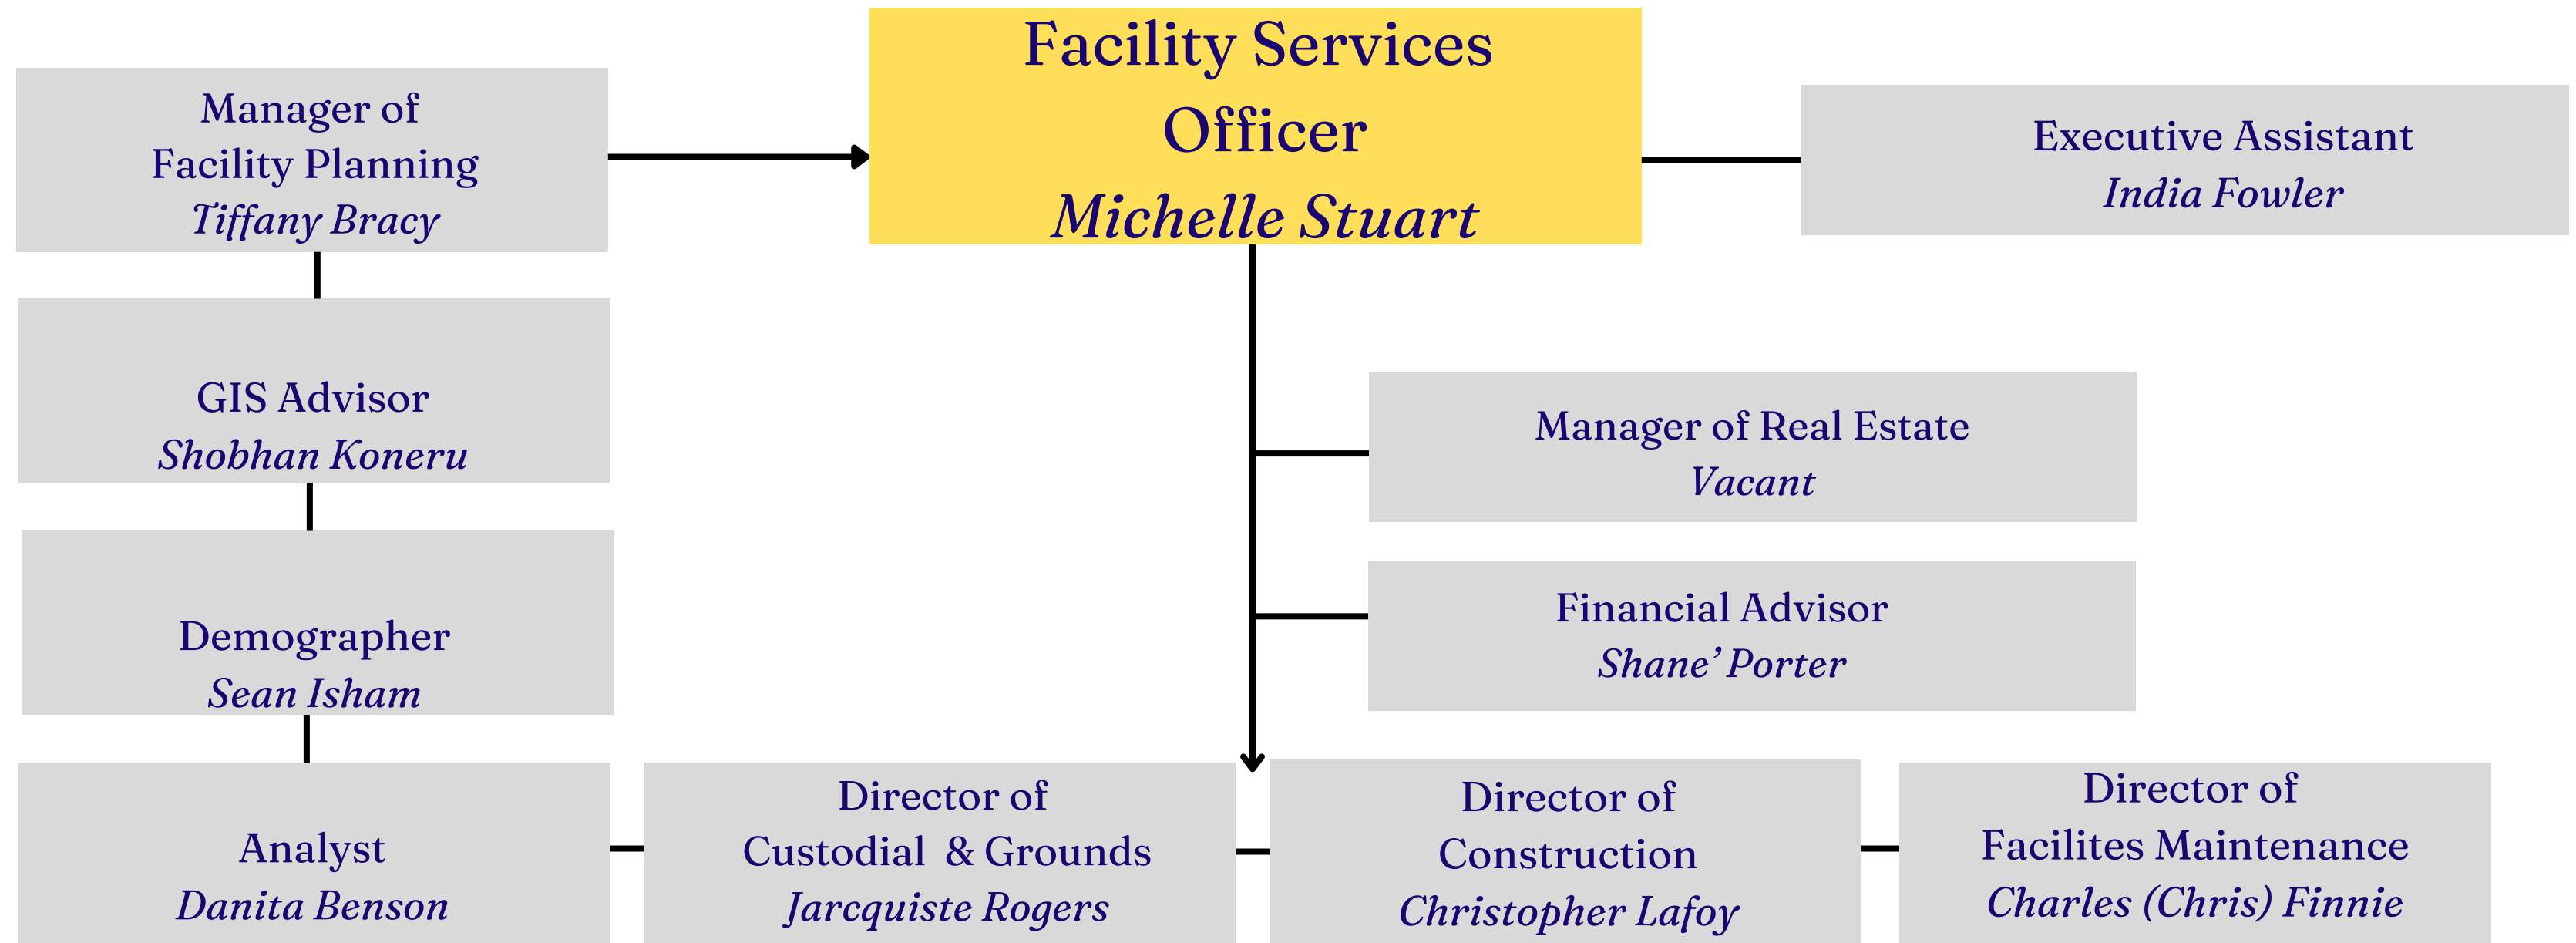 Facility Services
Officer
Michelle Stuart
Manager of
Facility Planning
Tiffany Bracy
Executive Assistant
India Fowler
GIS Advisor
Shobhan Koneru
Manager of Real Estate
Vacant
Demographer
Sean Isham
Financial Advisor
Shane’ Porter
Analyst
Danita Benson
Director of
Custodial & Grounds
Jarcquiste Rogers
Director of
Construction
Christopher Lafoy
Director of
Facilites Maintenance
Charles (Chris) Finnie